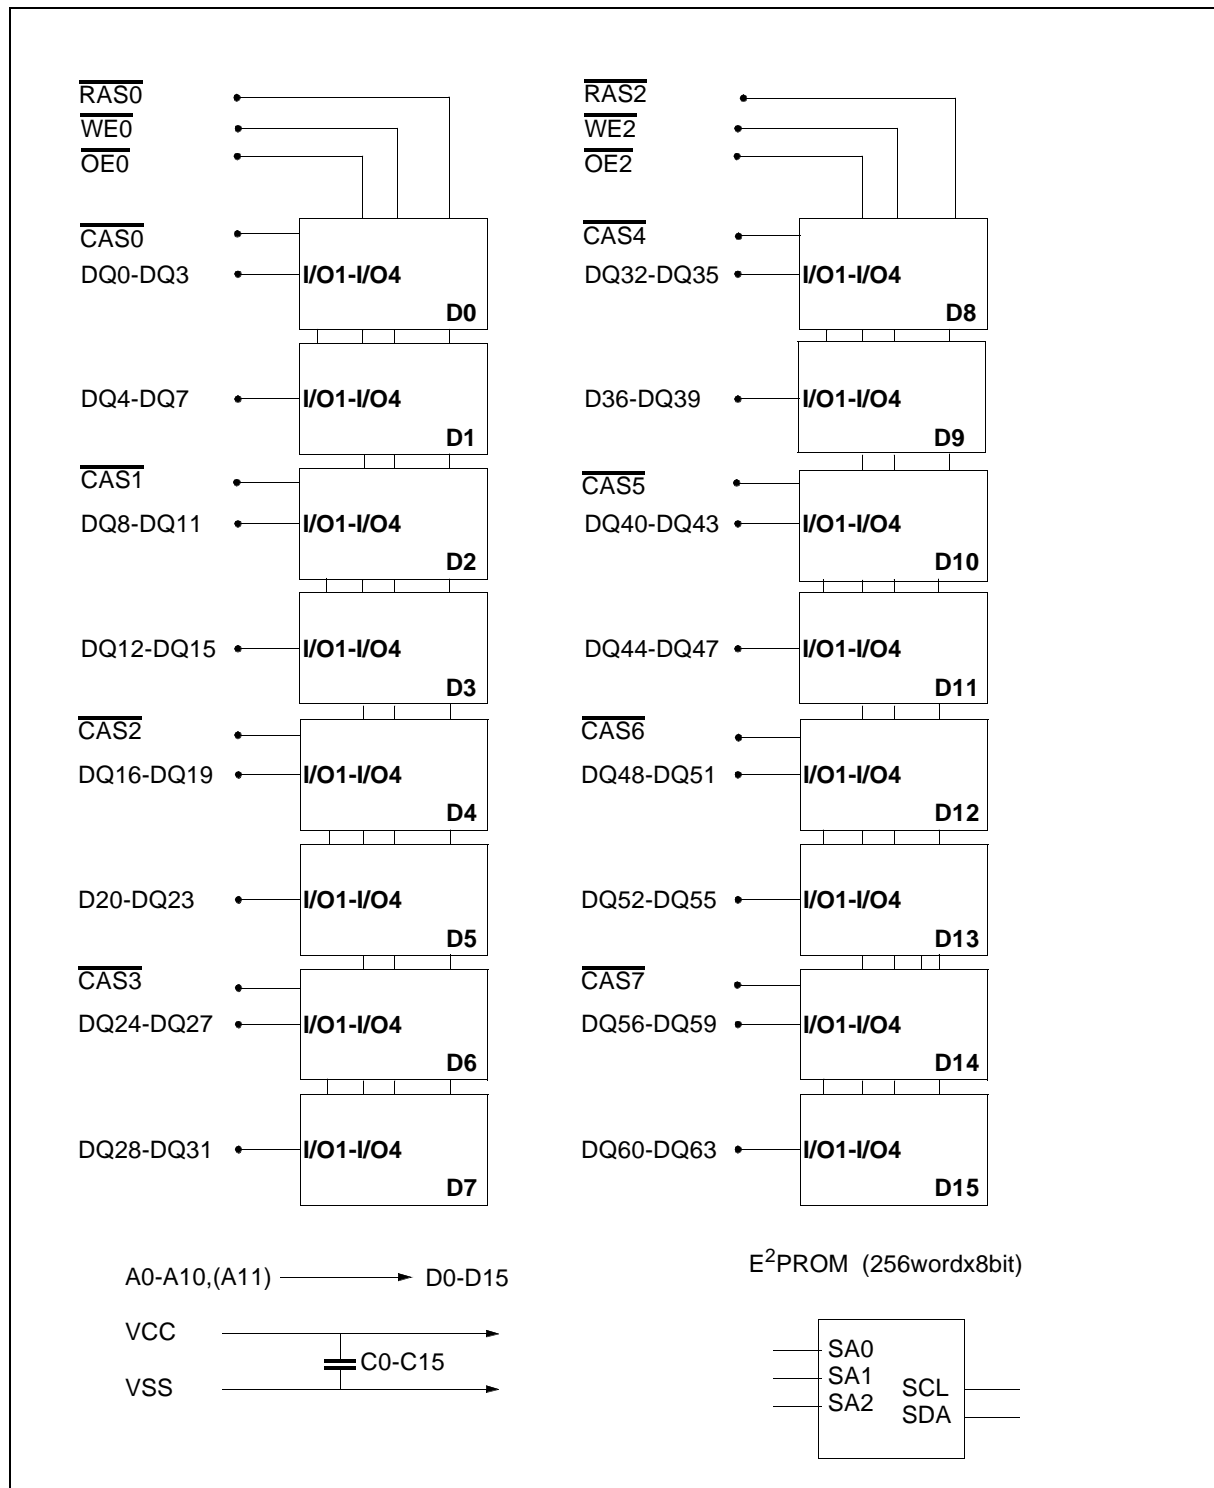 RAS0
WE0
OE0
CAS0
DQ0-DQ3
I/O1-I/O4
D0
DQ4-DQ7
I/O1-I/O4
D1
CAS1
DQ8-DQ11
I/O1-I/O4
D2
DQ12-DQ15
I/O1-I/O4
D3
CAS2
DQ16-DQ19
I/O1-I/O4
D4
D20-DQ23
I/O1-I/O4
D5
CAS3
DQ24-DQ27
I/O1-I/O4
D6
DQ28-DQ31
I/O1-I/O4
D7
RAS2
WE2
OE2
CAS4
DQ32-DQ35
I/O1-I/O4
D8
D36-DQ39
I/O1-I/O4
D9
CAS5
DQ40-DQ43
I/O1-I/O4
D10
DQ44-DQ47
I/O1-I/O4
D11
CAS6
DQ48-DQ51
I/O1-I/O4
D12
DQ52-DQ55
I/O1-I/O4
D13
CAS7
DQ56-DQ59
I/O1-I/O4
D14
DQ60-DQ63
I/O1-I/O4
D15
A0-A10,(A11) D0-D15
VCC
C0-C15
VSS
E²PROM (256wordx8bit)
SA0
SA1
SA2
SCL
SDA